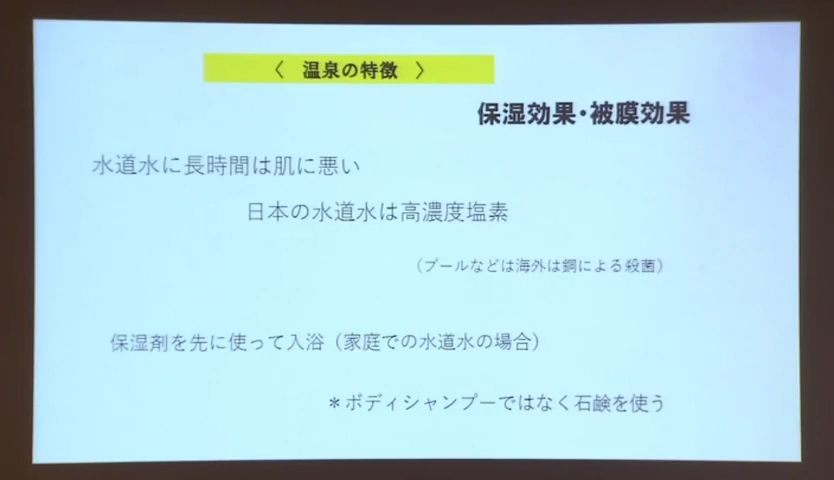 〈 温泉の特徴 〉
保湿効果・被膜効果
水道水に長時間は肌に悪い
日本の水道水は高濃度塩素
（プールなどは海外は鋼による殺菌）
保湿剤を先に使って入浴（家庭での水道水の場合）
＊ボディシャンプーではなく石鹸を使う